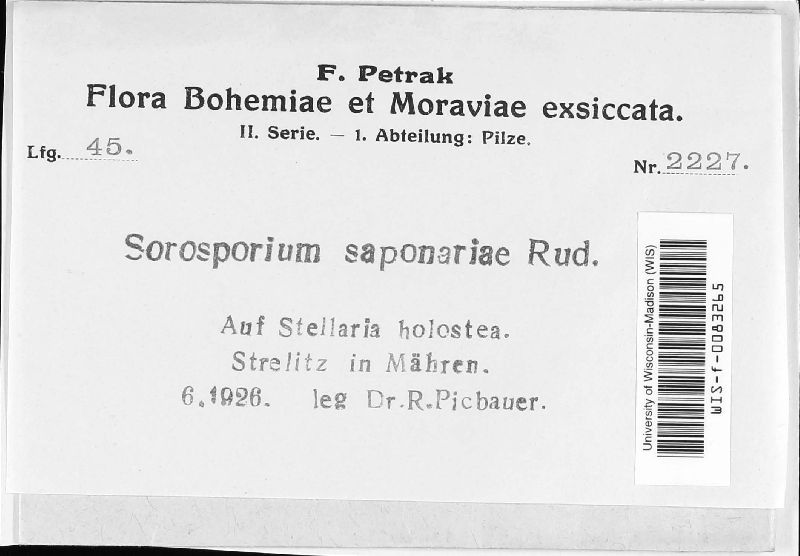 F. Petrak
Flora Bohemiae et Moraviae exsiccata.
II. Serie. — 1. Abteilung: Pilze.
Lfg. 45.
Nr. 2227.
Sorosporium saponariae Rud.
Auf Stellaria holostea.
Strelitz in Mähren.
6.1926. leg Dr.R.Picbauer.
University of Wisconsin-Madison (WIS)
WIS-f-0083265